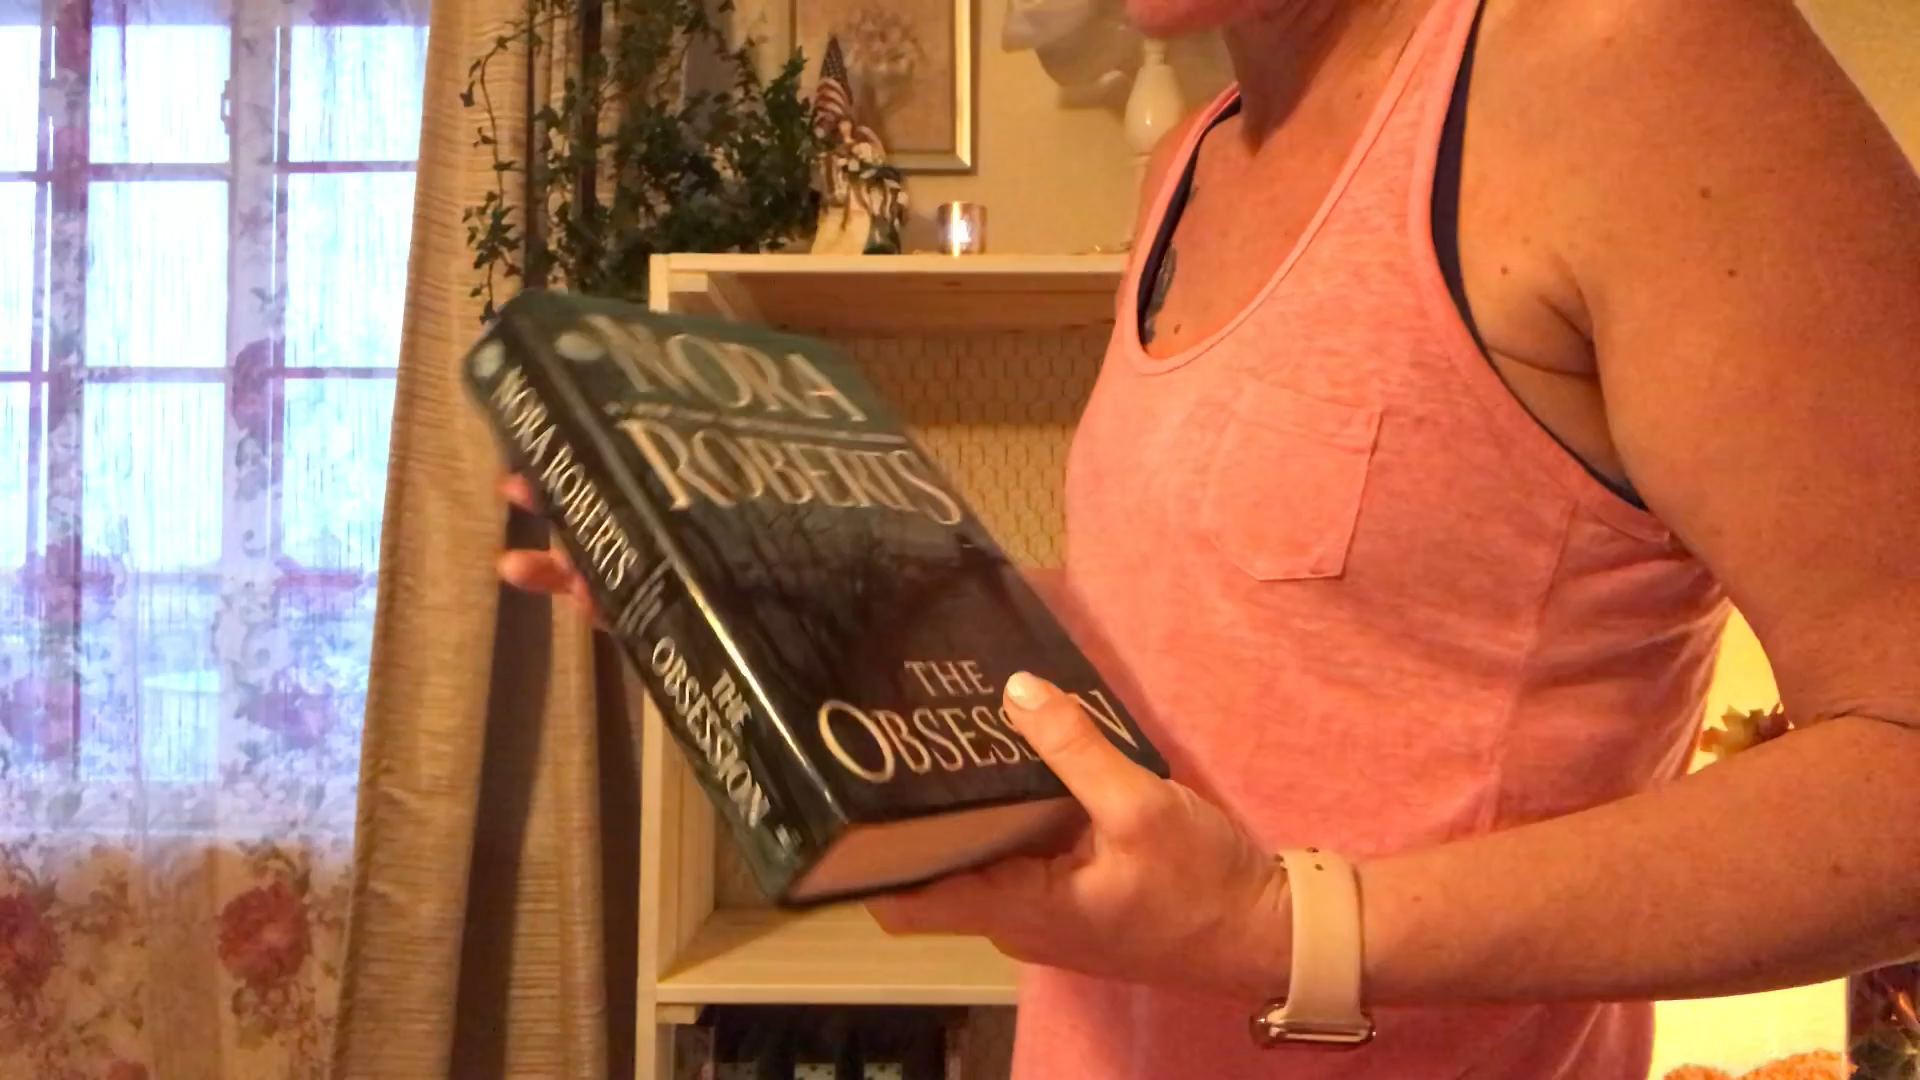 NORA
ROBERTS
THE
OBSESSION
NORA ROBERTS
THE
OBSESSION